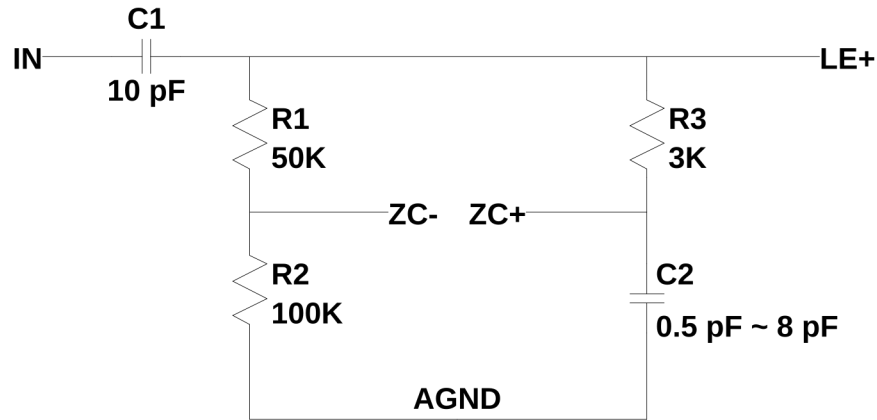 C1
IN
LE+
10 pF
R1
50K
R3
3K
ZC-
ZC+
R2
100K
C2
0.5 pF ~ 8 pF
AGND